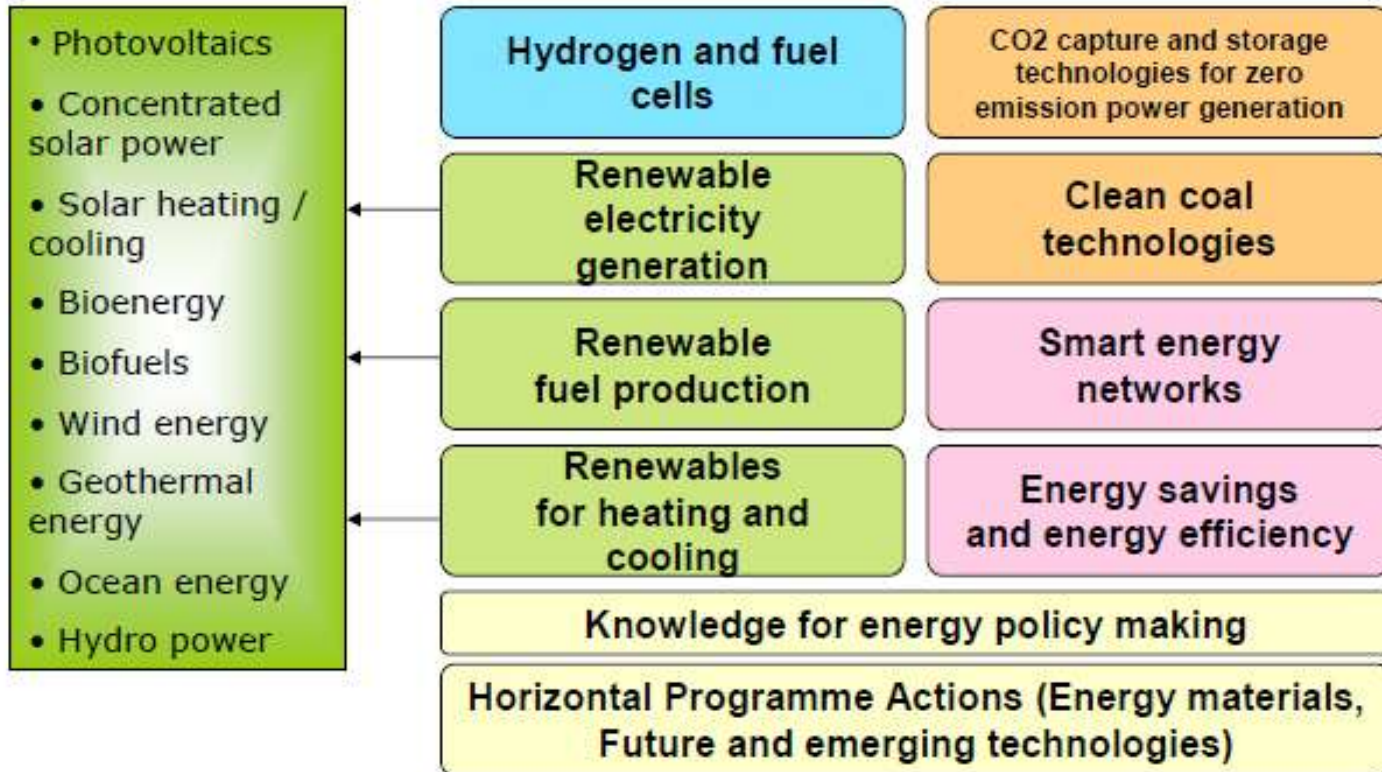 • Photovoltaics
• Concentrated
solar power
• Solar heating /
cooling
• Bioenergy
• Biofuels
• Wind energy
• Geothermal
energy
• Ocean energy
• Hydro power
Hydrogen and fuel
cells
CO2 capture and storage
technologies for zero
emission power generation
Renewable
electricity
generation
Clean coal
technologies
Renewable
fuel production
Smart energy
networks
Renewables
for heating and
cooling
Energy savings
and energy efficiency
Knowledge for energy policy making
Horizontal Programme Actions (Energy materials,
Future and emerging technologies)